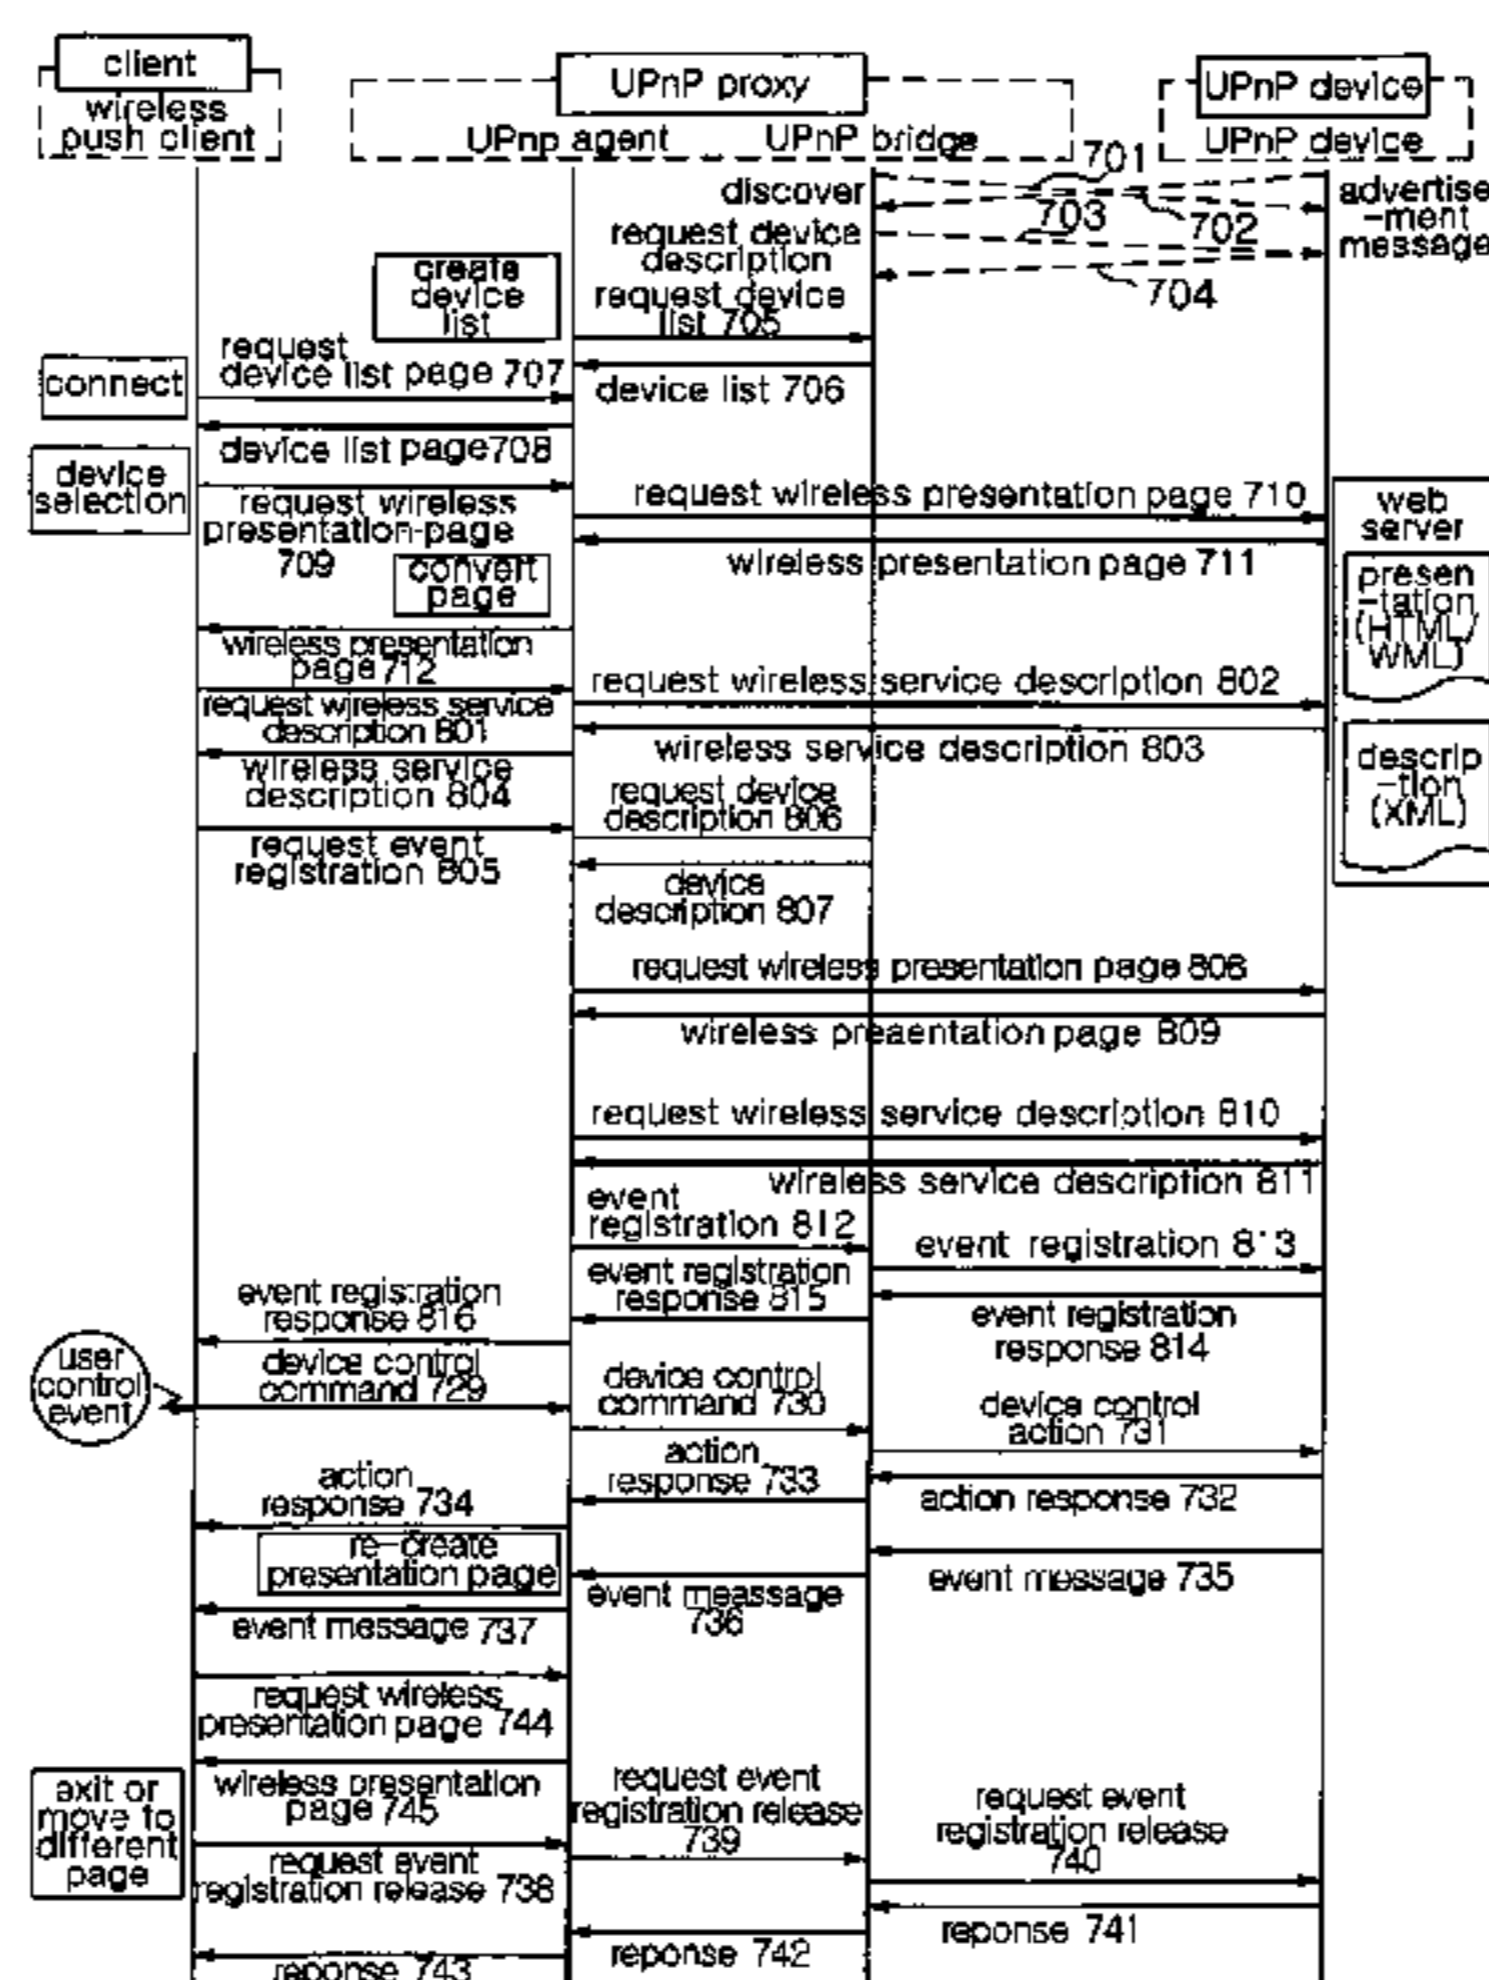 client
wireless
push client
UPnP proxy
UPnp agent
UPnP bridge
UPnP device
UPnP device
701
discover
advertise
-ment
message
703
702
request device
description
704
create
device
list
request device
list 705
request
device list page 707
connect
device list 706
device list page708
device
selection
request wireless
presentation-page
709
request wireless presentation page 710
web
server
wireless presentation page 711
convert
page
presen
-tation
(HTML/
WML)
wireless presentation
page 712
request wireless service description 802
request wireless service
description 801
wireless service description 803
descrip
-tion
(XML)
wireless service
description 804
request device
description 806
request event
registration 805
device
description 807
request wireless presentation page 808
wireless preaentation page 809
request wireless service description 810
wireless service description 811
event
registration 812
event registration 813
event registration
response 815
event registration
response 816
event registration
response 814
user
control
event
device control
command 729
device control
command 730
device control
action 731
action
response 733
action
response 734
action response 732
re-create
presentation page
event message 735
event meassage
736
event message 737
request wireless
presentation page 744
wireless presentation
page 745
request event
registration release
739
request event
registration release
740
exit or
move to
different
page
request event
registration release 738
reponse 741
reponse 742
reponse 743